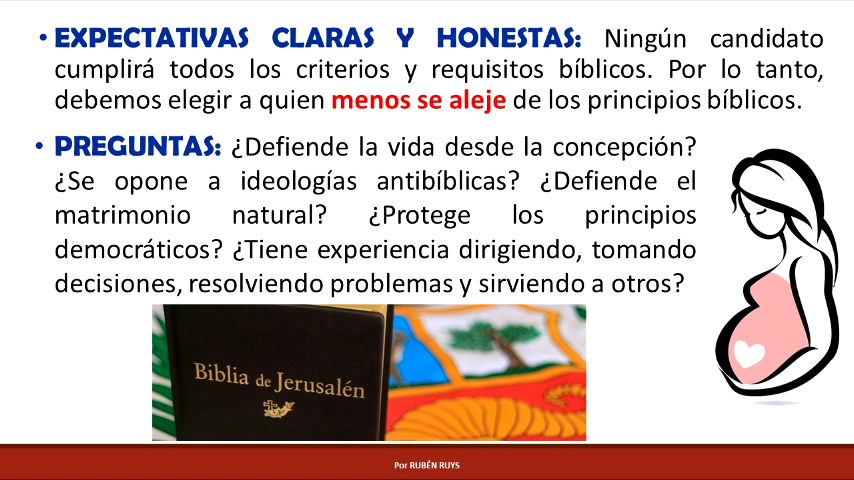 • EXPECTATIVAS CLARAS Y HONESTAS: Ningún candidato
cumplirá todos los criterios y requisitos bíblicos. Por lo tanto,
debemos elegir a quien menos se aleje de los principios bíblicos.
• PREGUNTAS: ¿Defiende la vida desde la concepción?
¿Se opone a ideologías antibíblicas? ¿Defiende el
matrimonio natural? ¿Protege los principios
democráticos? ¿Tiene experiencia dirigiendo, tomando
decisiones, resolviendo problemas y sirviendo a otros?
Biblia de Jerusalén
Por RUBÉN RUYS